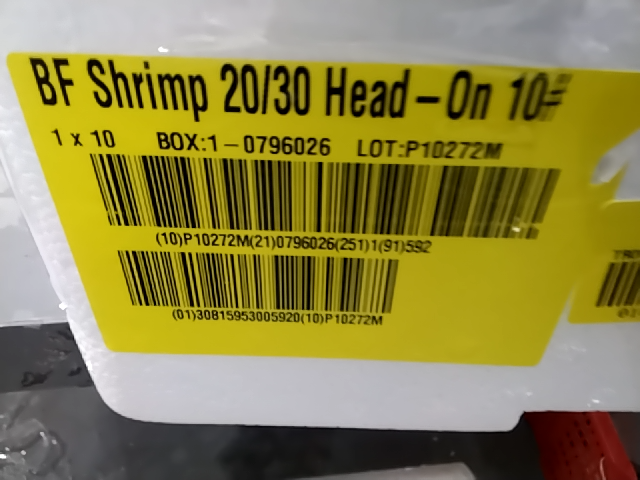 BF Shrimp 20/30 Head-On 10#
1 x 10 BOX:1-0796026 LOT:P10272M
(10)P10272M(21)0796026(251)1(91)592
(01)30815953005920(10)P10272M